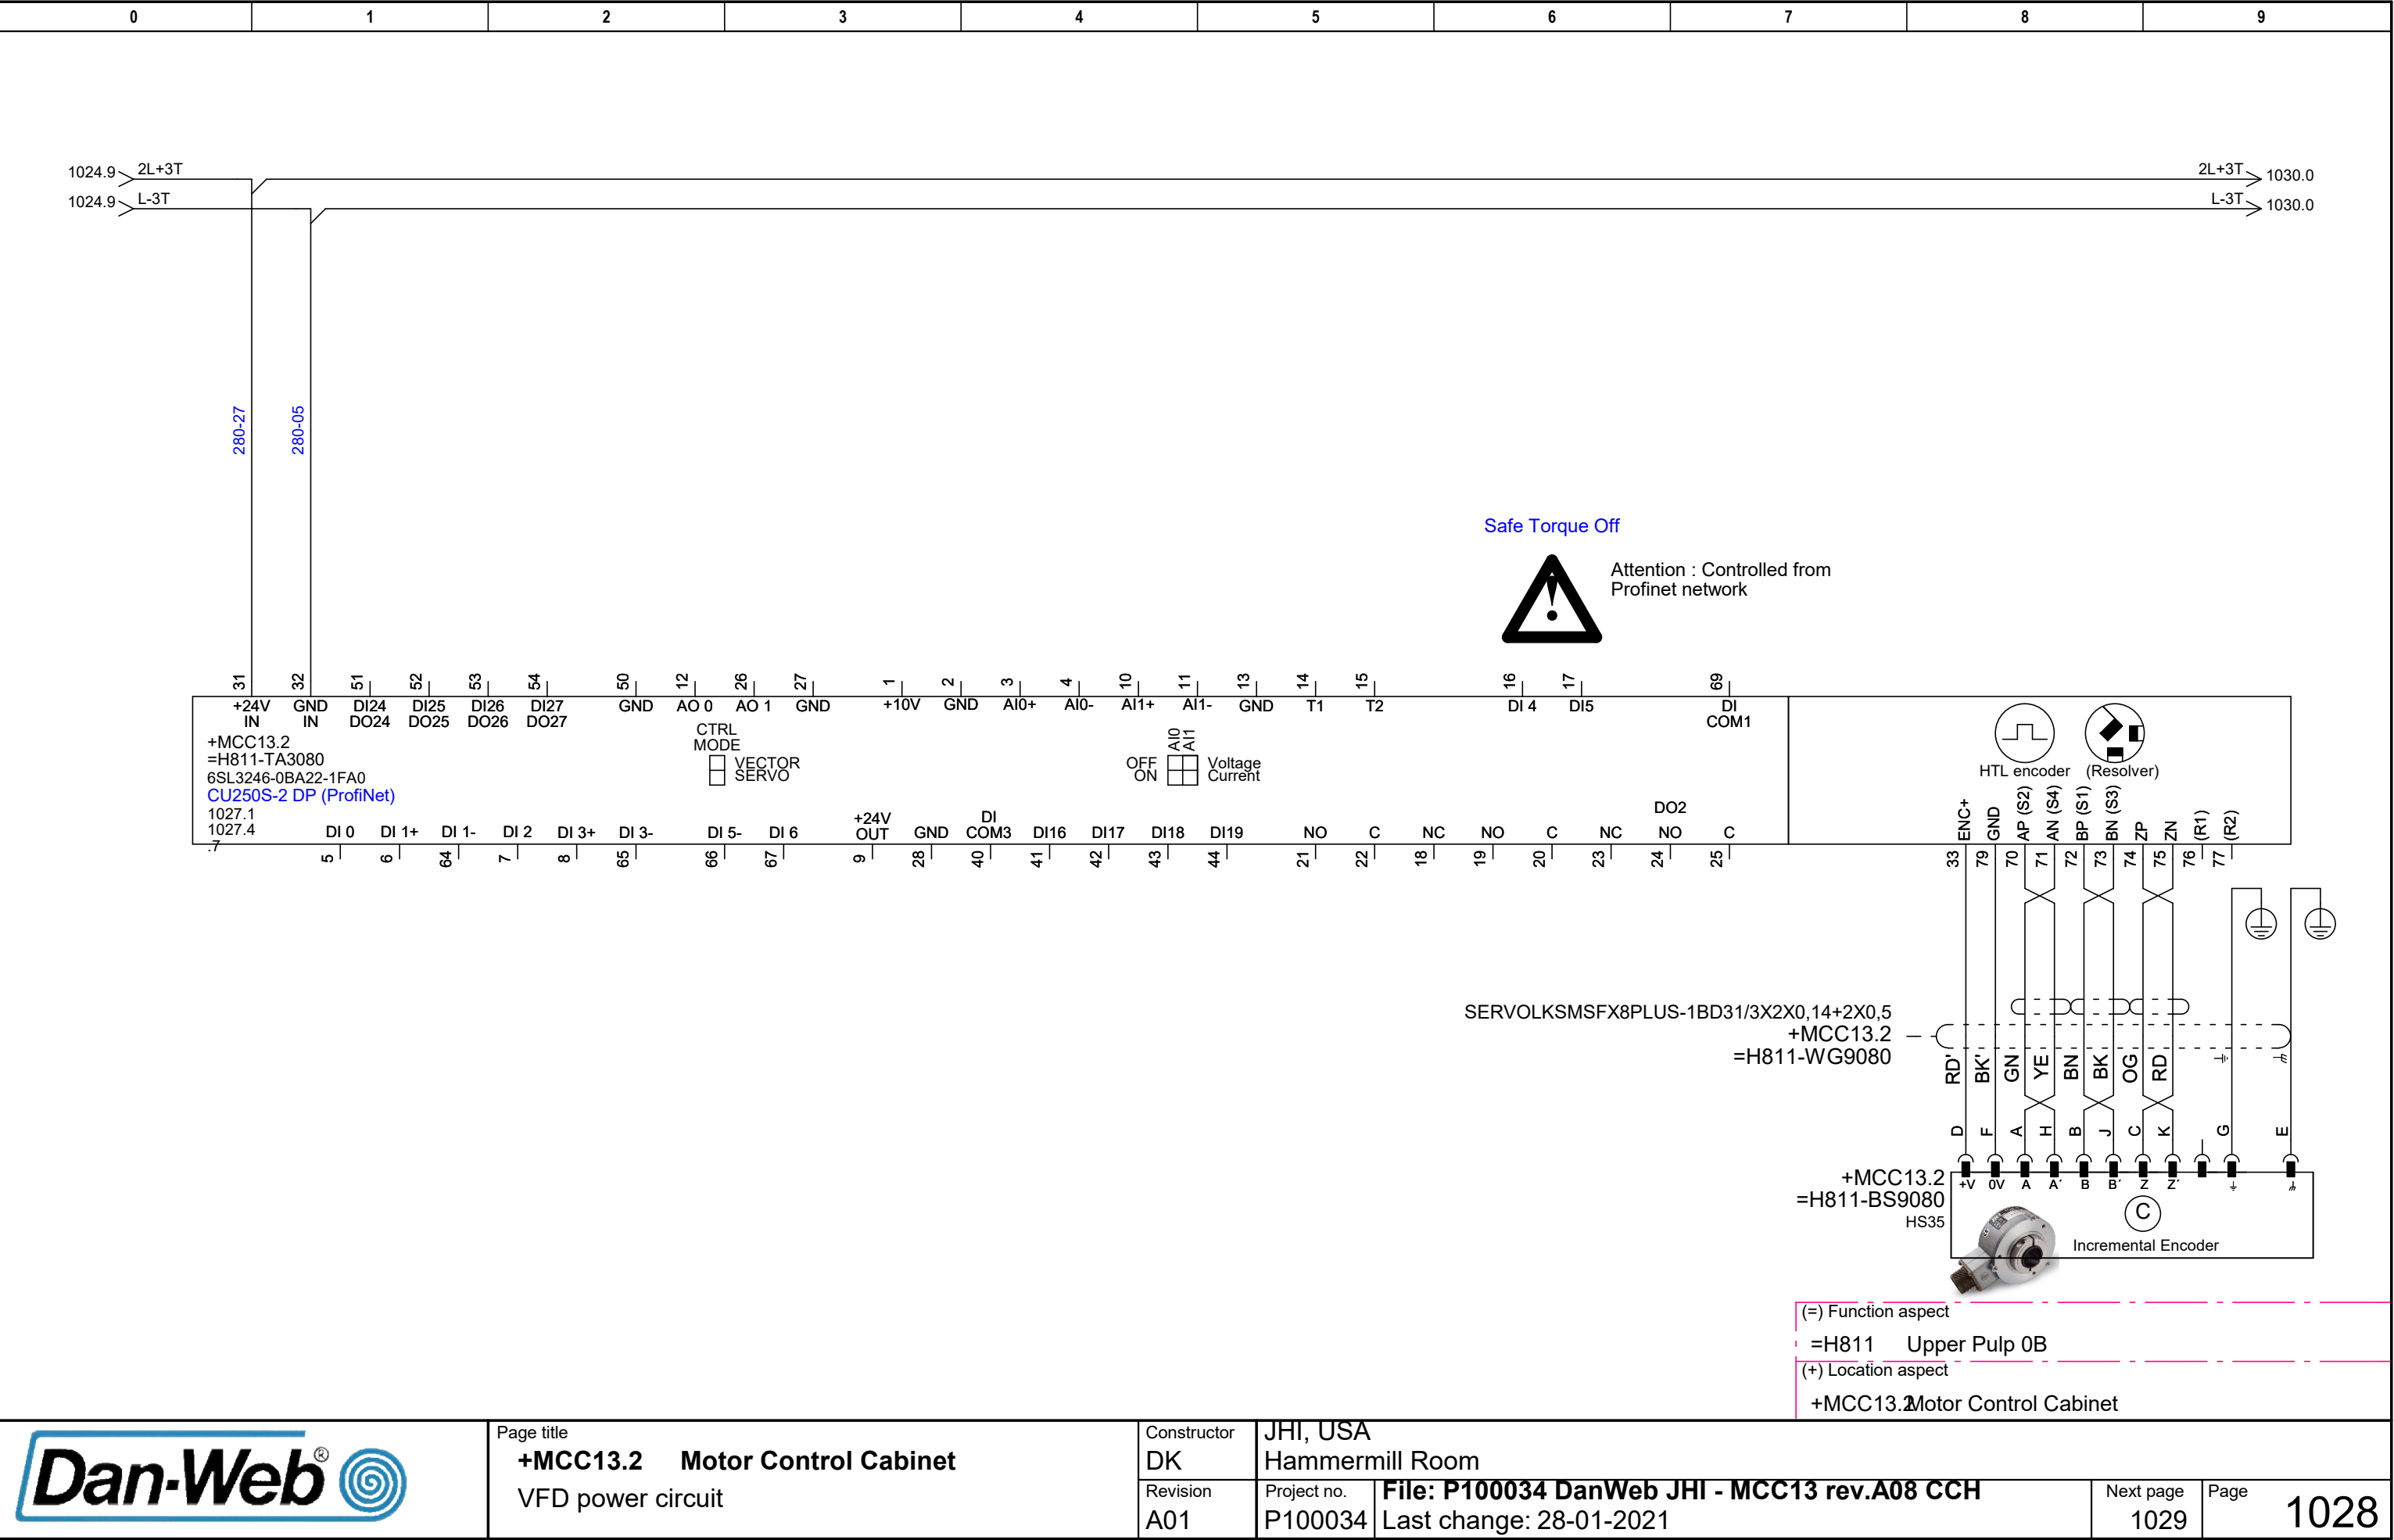 0 1 2 3 4 5 6 7 8 9
1024.9 2L+3T 2L+3T 1030.0
1024.9 L-3T L-3T 1030.0
280-27 280-05
Safe Torque Off
Attention : Controlled from
Profinet network
31 32 51 52 53 54 50 12 26 27 1 2 3 4 10 11 13 14 15 16 17 69
+24V GND DI24 DI25 DI26 DI27 GND AO 0 AO 1 GND +10V GND AI0+ AI0- AI1+ AI1- GND T1 T2 DI 4 DI5 DI
IN IN DO24 DO25 DO26 DO27 COM1
CTRL
MODE
VECTOR
SERVO
AI0
AI1
OFF Voltage
ON Current
+MCC13.2
=H811-TA3080
6SL3246-0BA22-1FA0
CU250S-2 DP (ProfiNet)
1027.1
1027.4
.7
HTL encoder (Resolver)
DO2
+24V DI
DI 0 DI 1+ DI 1- DI 2 DI 3+ DI 3- DI 5- DI 6 OUT GND COM3 DI16 DI17 DI18 DI19 NO C NC NO C NC NO C
5 6 64 7 8 65 66 67 9 28 40 41 42 43 44 21 22 18 19 20 23 24 25
ENC+ GND AP (S2) AN (S4) BP (S1) BN (S3) ZP ZN (R1) (R2)
33 79 70 71 72 73 74 75 76 77
SERVOLKSMSFX8PLUS-1BD31/3X2X0,14+2X0,5
+MCC13.2
=H811-WG9080
RD' BK' GN YE BN BK OG RD
D F A H B J C K G E
+MCC13.2
=H811-BS9080
HS35
+V 0V A A´ B B´ Z Z´
C
Incremental Encoder
(=) Function aspect
=H811 Upper Pulp 0B
(+) Location aspect
+MCC13.2 Motor Control Cabinet
Dan-Web®
Page title
+MCC13.2 Motor Control Cabinet
VFD power circuit
Constructor
DK
JHI, USA
Hammermill Room
Revision
A01
Project no.
P100034
File: P100034 DanWeb JHI - MCC13 rev.A08 CCH
Last change: 28-01-2021
Next page
1029
Page
1028